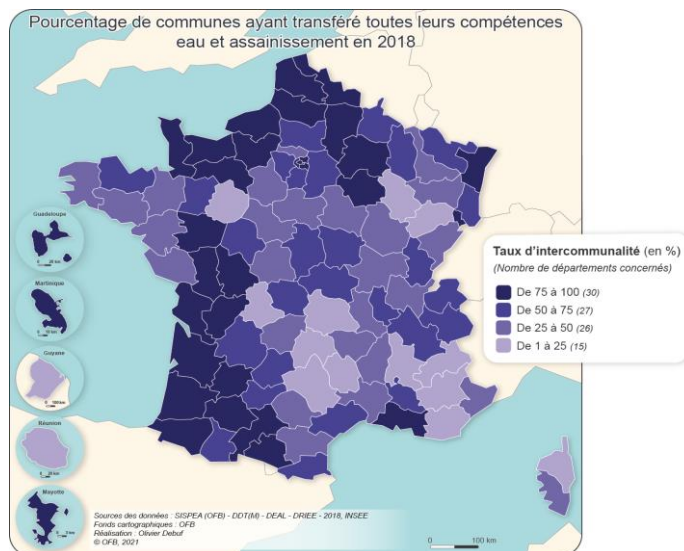 Pourcentage de communes ayant transféré toutes leurs compétences
eau et assainissement en 2018
Guadeloupe
Martinique
Guyane
Réunion
Mayotte
Taux d'intercommunalité (en %)
(Nombre de départements concernés)
De 75 à 100 (30)
De 50 à 75 (27)
De 25 à 50 (26)
De 1 à 25 (15)
Sources des données : SISPEA (OFB) - DDT(M) - DEAL - DRIEE - 2018, INSEE
Fonds cartographiques : OFB
Réalisation : Olivier Debuf
© OFB, 2021
0 100 km